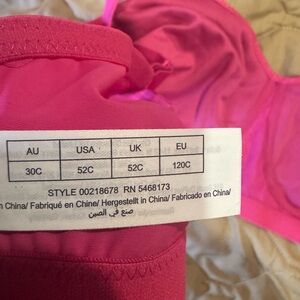 AU USA UK EU
30C 52C 52C 120C
STYLE 00218678 RN 5468173
n China/ Fabriqué en Chine/ Hergestellt in China/ Fabricado en China/
صنع في الصين